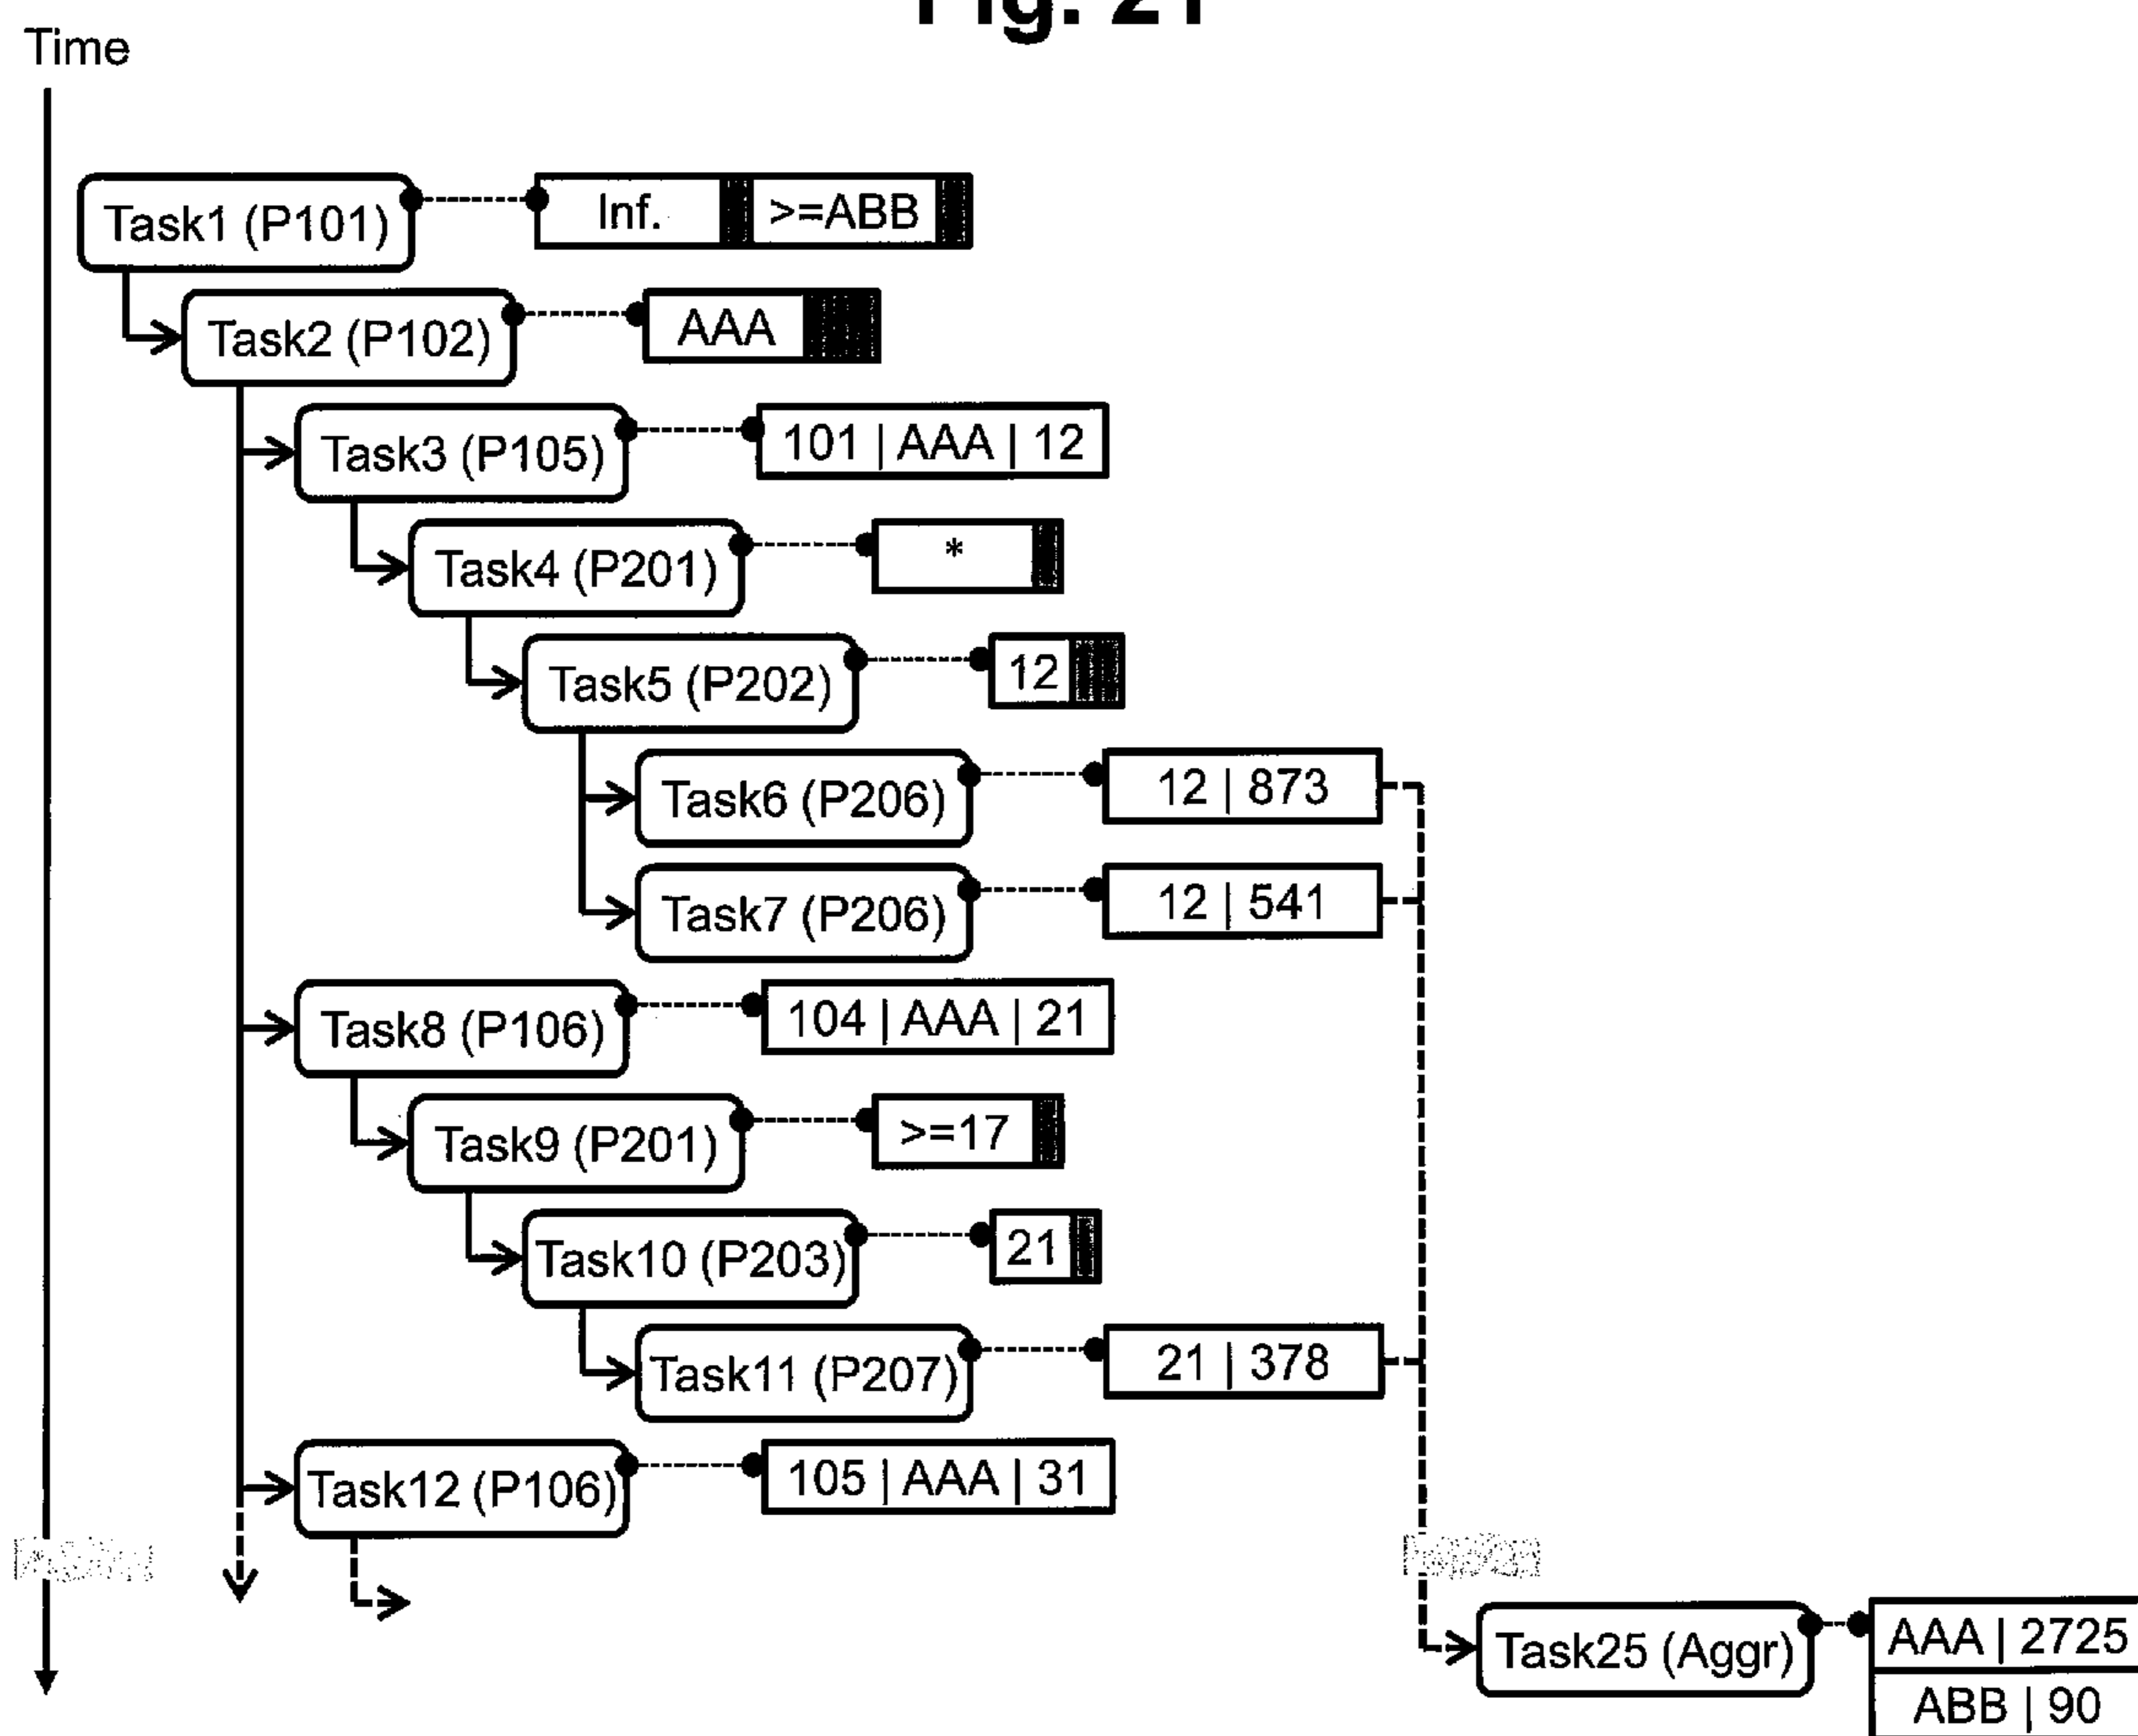 Fig. 21
Time
Task1 (P101)
Inf.
>=ABB
Task2 (P102)
AAA
Task3 (P105)
101 | AAA | 12
Task4 (P201)
*
Task5 (P202)
12
Task6 (P206)
12 | 873
Task7 (P206)
12 | 541
Task8 (P106)
104 | AAA | 21
Task9 (P201)
>=17
Task10 (P203)
21
Task11 (P207)
21 | 378
Task12 (P106)
105 | AAA | 31
Task25 (Aggr)
AAA | 2725
ABB | 90